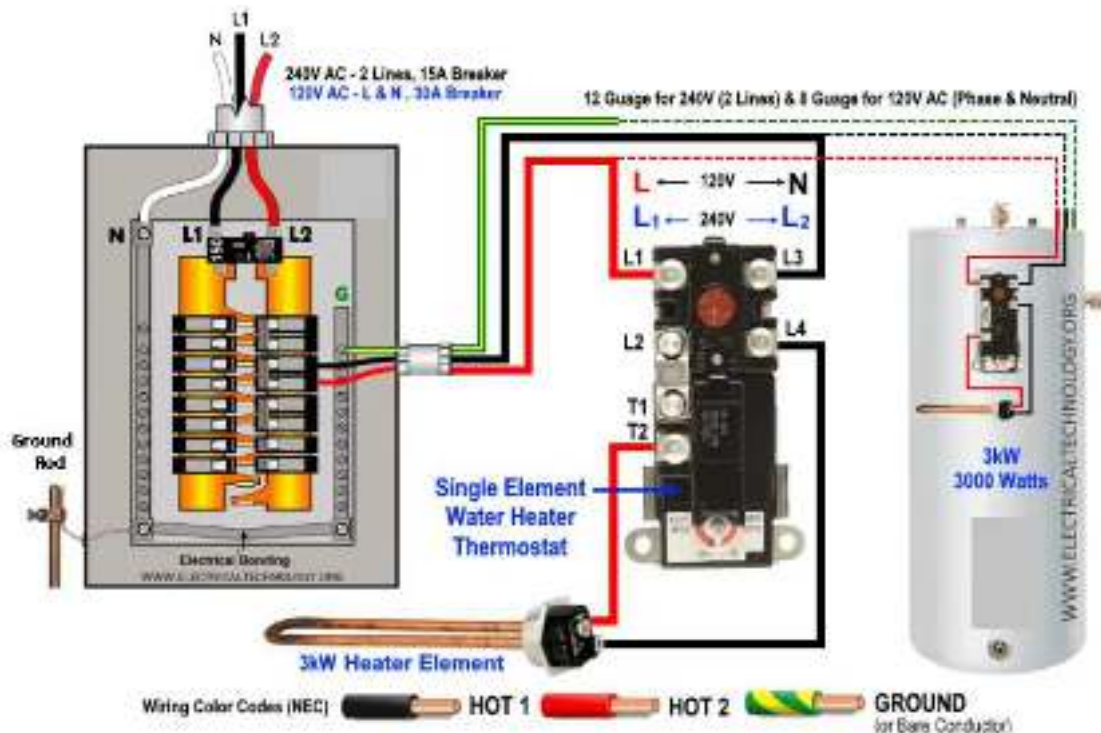 L1
N L2
240V AC - 2 Lines, 15A Breaker
120V AC - L & N , 30A Breaker
12 Guage for 240V (2 Lines) & 8 Guage for 120V AC (Phase & Neutral)
L 120V N
L1 240V L2
N L1 L2
L1 L3
G
L2 L4
T1
T2
Ground
Rod
Single Element
Water Heater
Thermostat
3kW
3000 Watts
WWW.ELECTRICALTECHNOLOGY.ORG
Electrical Bonding
WWW.ELECTRICALTECHNOLOGY.ORG
3kW Heater Element
Wiring Color Codes (NEC) HOT 1 HOT 2 GROUND
(or Bare Conductor)